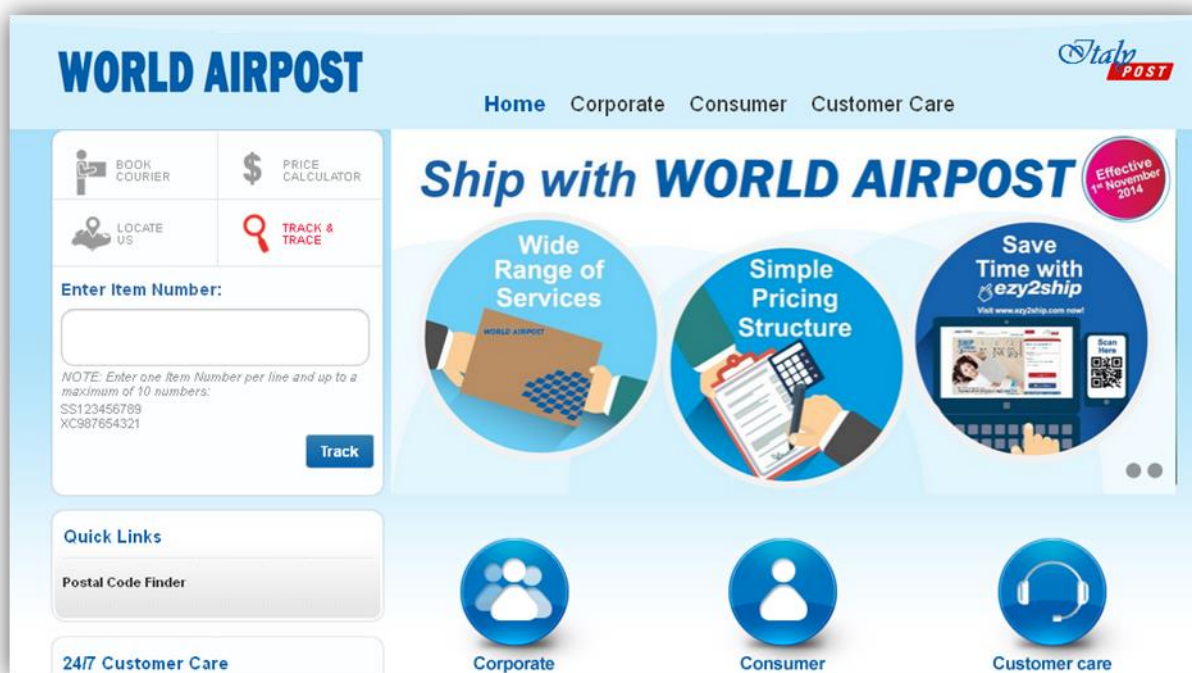 WORLD AIRPOST
Italy
POST
Home Corporate Consumer Customer Care
BOOK
COURIER
PRICE
CALCULATOR
LOCATE
US
TRACK &
TRACE
Enter Item Number:
NOTE: Enter one Item Number per line and up to a
maximum of 10 numbers:
SS123456789
XC987654321
Track
Quick Links
Postal Code Finder
24/7 Customer Care
Ship with WORLD AIRPOST
Effective
1st November
2014
Wide
Range of
Services
WORLD AIRPOST
Simple
Pricing
Structure
Save
Time with
ezy2ship
Visit www.ezy2ship.com now!
Scan
Here
Corporate
Consumer
Customer care